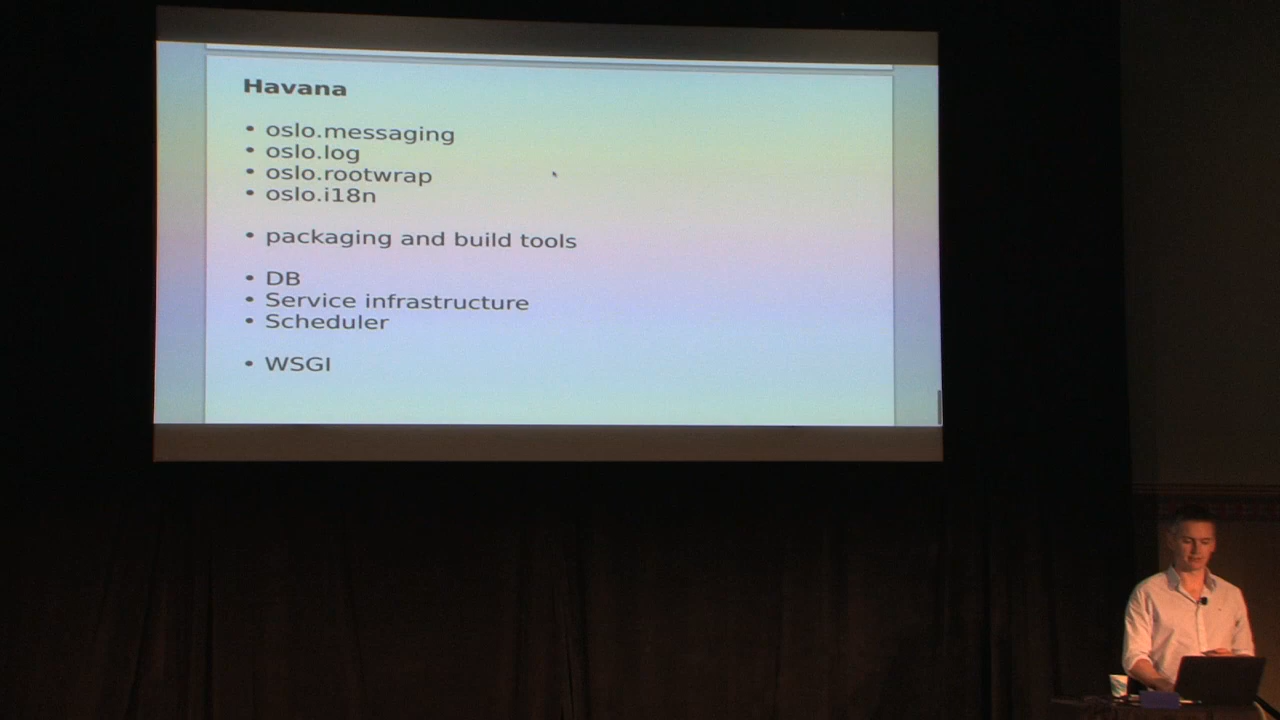 Havana
• oslo.messaging
• oslo.log
• oslo.rootwrap
• oslo.i18n
• packaging and build tools
• DB
• Service infrastructure
• Scheduler
• WSGI